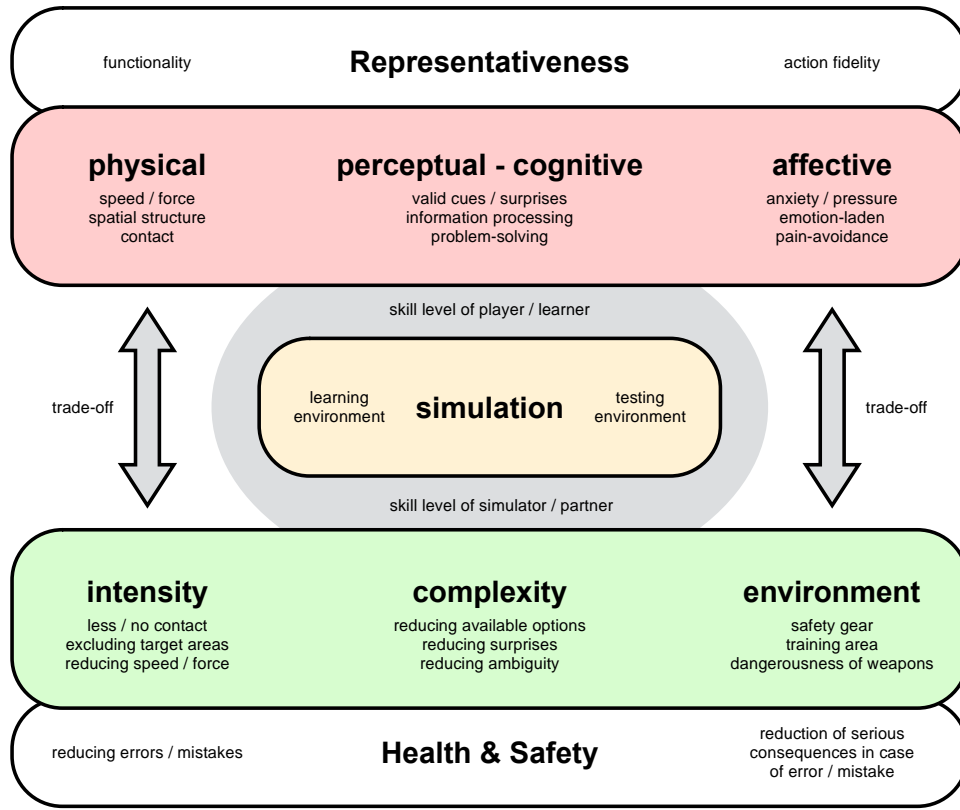 functionality
Representativeness
action fidelity
physical
speed / force
spatial structure
contact
perceptual - cognitive
valid cues / surprises
information processing
problem-solving
affective
anxiety / pressure
emotion-laden
pain-avoidance
skill level of player / learner
trade-off
learning
environment
simulation
testing
environment
trade-off
skill level of simulator / partner
intensity
less / no contact
excluding target areas
reducing speed / force
complexity
reducing available options
reducing surprises
reducing ambiguity
environment
safety gear
training area
dangerousness of weapons
reducing errors / mistakes
Health & Safety
reduction of serious
consequences in case
of error / mistake